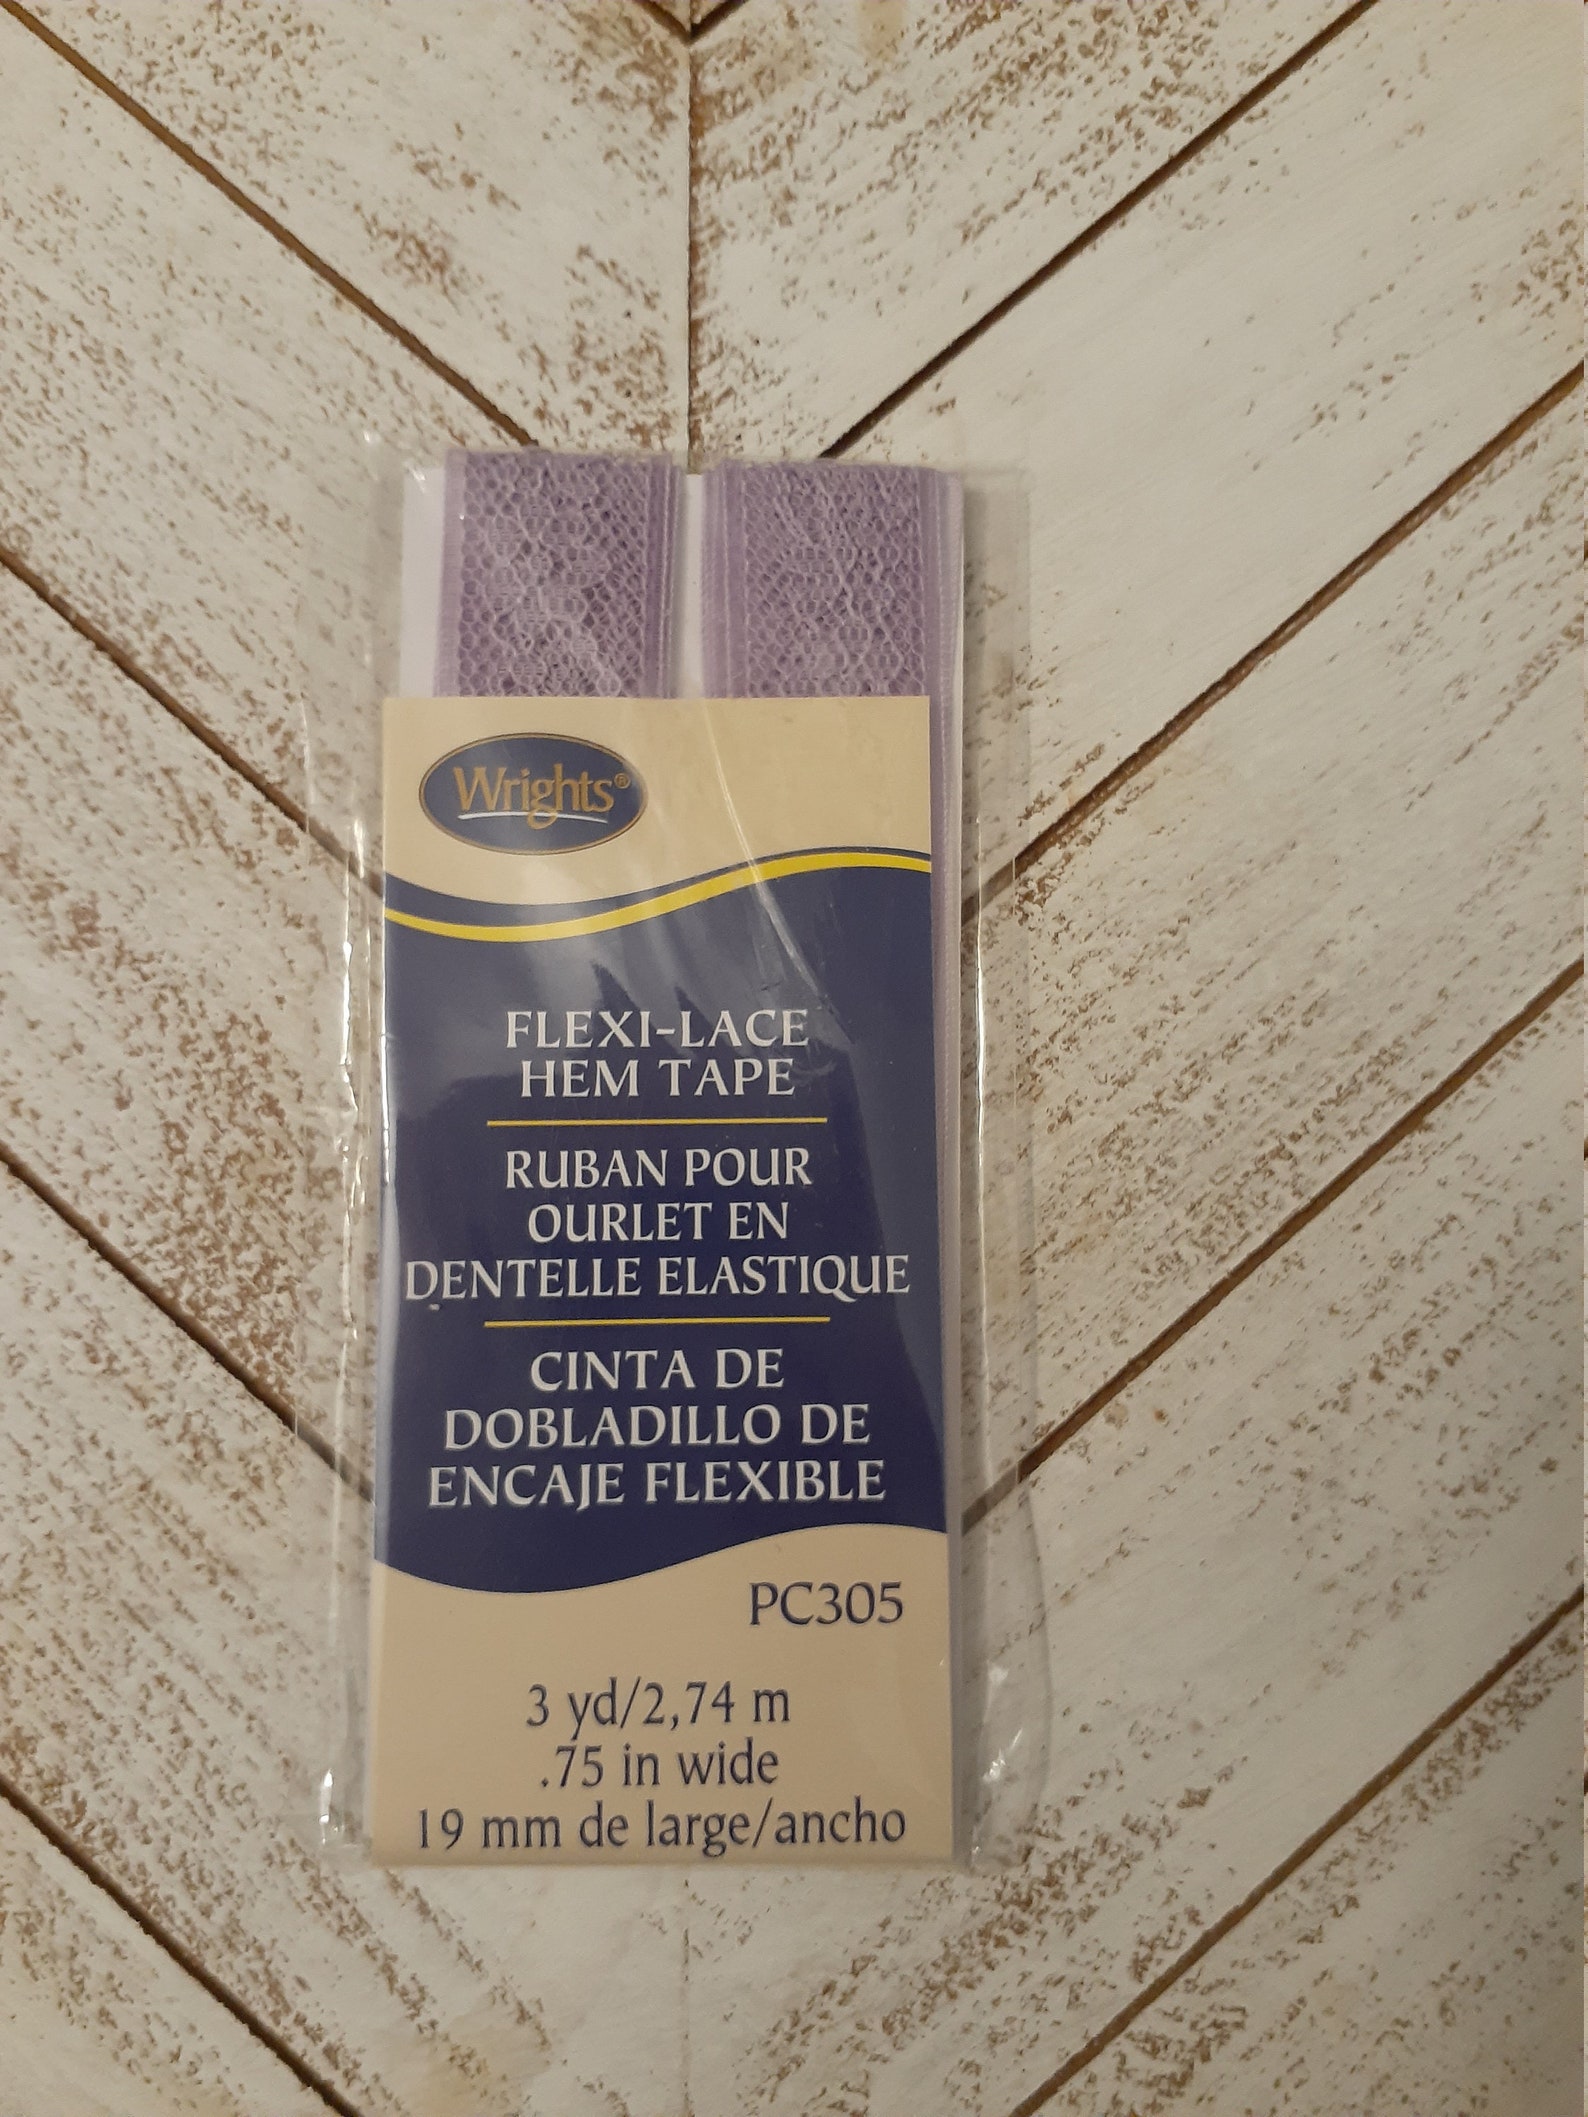 Wrights®
FLEXI-LACE
HEM TAPE
RUBAN POUR
OURLET EN
DENTELLE ELASTIQUE
CINTA DE
DOBLADILLO DE
ENCAJE FLEXIBLE
PC305
3 yd/2,74 m
.75 in wide
19 mm de large/ancho